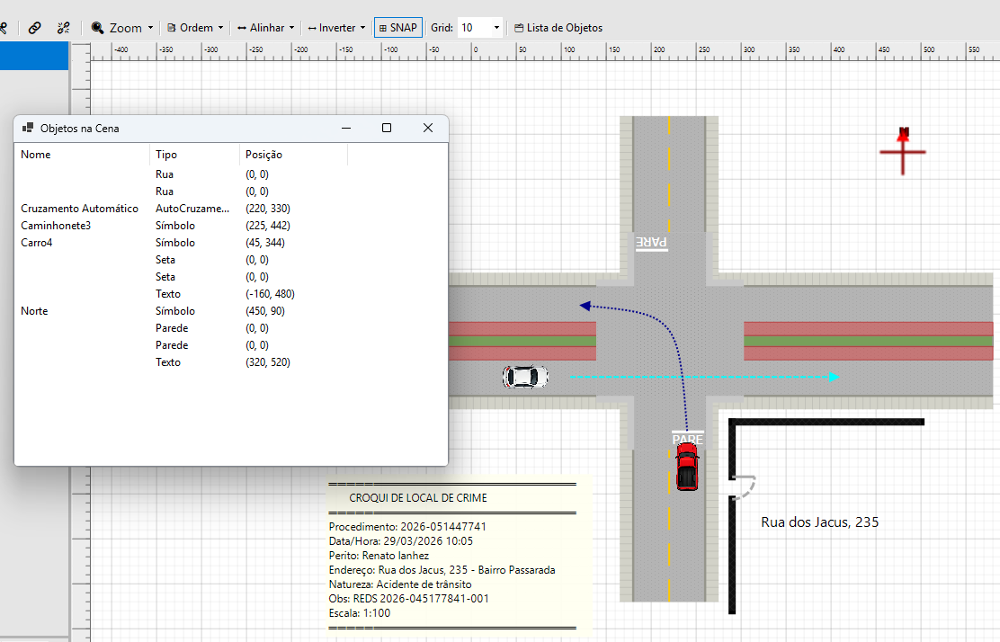 Zoom Ordem Alinhar Inverter SNAP Grid: 10 Lista de Objetos
-400 -350 -300 -250 -200 -150 -100 -50 0 50 100 150 200 250 300 350 400 450 500 550
Objetos na Cena
Nome Tipo Posição
Rua (0, 0)
Rua (0, 0)
Cruzamento Automático AutoCruzame... (220, 330)
Caminhonete3 Símbolo (225, 442)
Carro4 Símbolo (45, 344)
Seta (0, 0)
Seta (0, 0)
Texto (-160, 480)
Norte Símbolo (450, 90)
Parede (0, 0)
Parede (0, 0)
Texto (320, 520)
N
PARE
PARE
Rua dos Jacus, 235
CROQUI DE LOCAL DE CRIME
Procedimento: 2026-051447741
Data/Hora: 29/03/2026 10:05
Perito: Renato Ianhez
Endereço: Rua dos Jacus, 235 - Bairro Passarada
Natureza: Acidente de trânsito
Obs: REDS 2026-045177841-001
Escala: 1:100